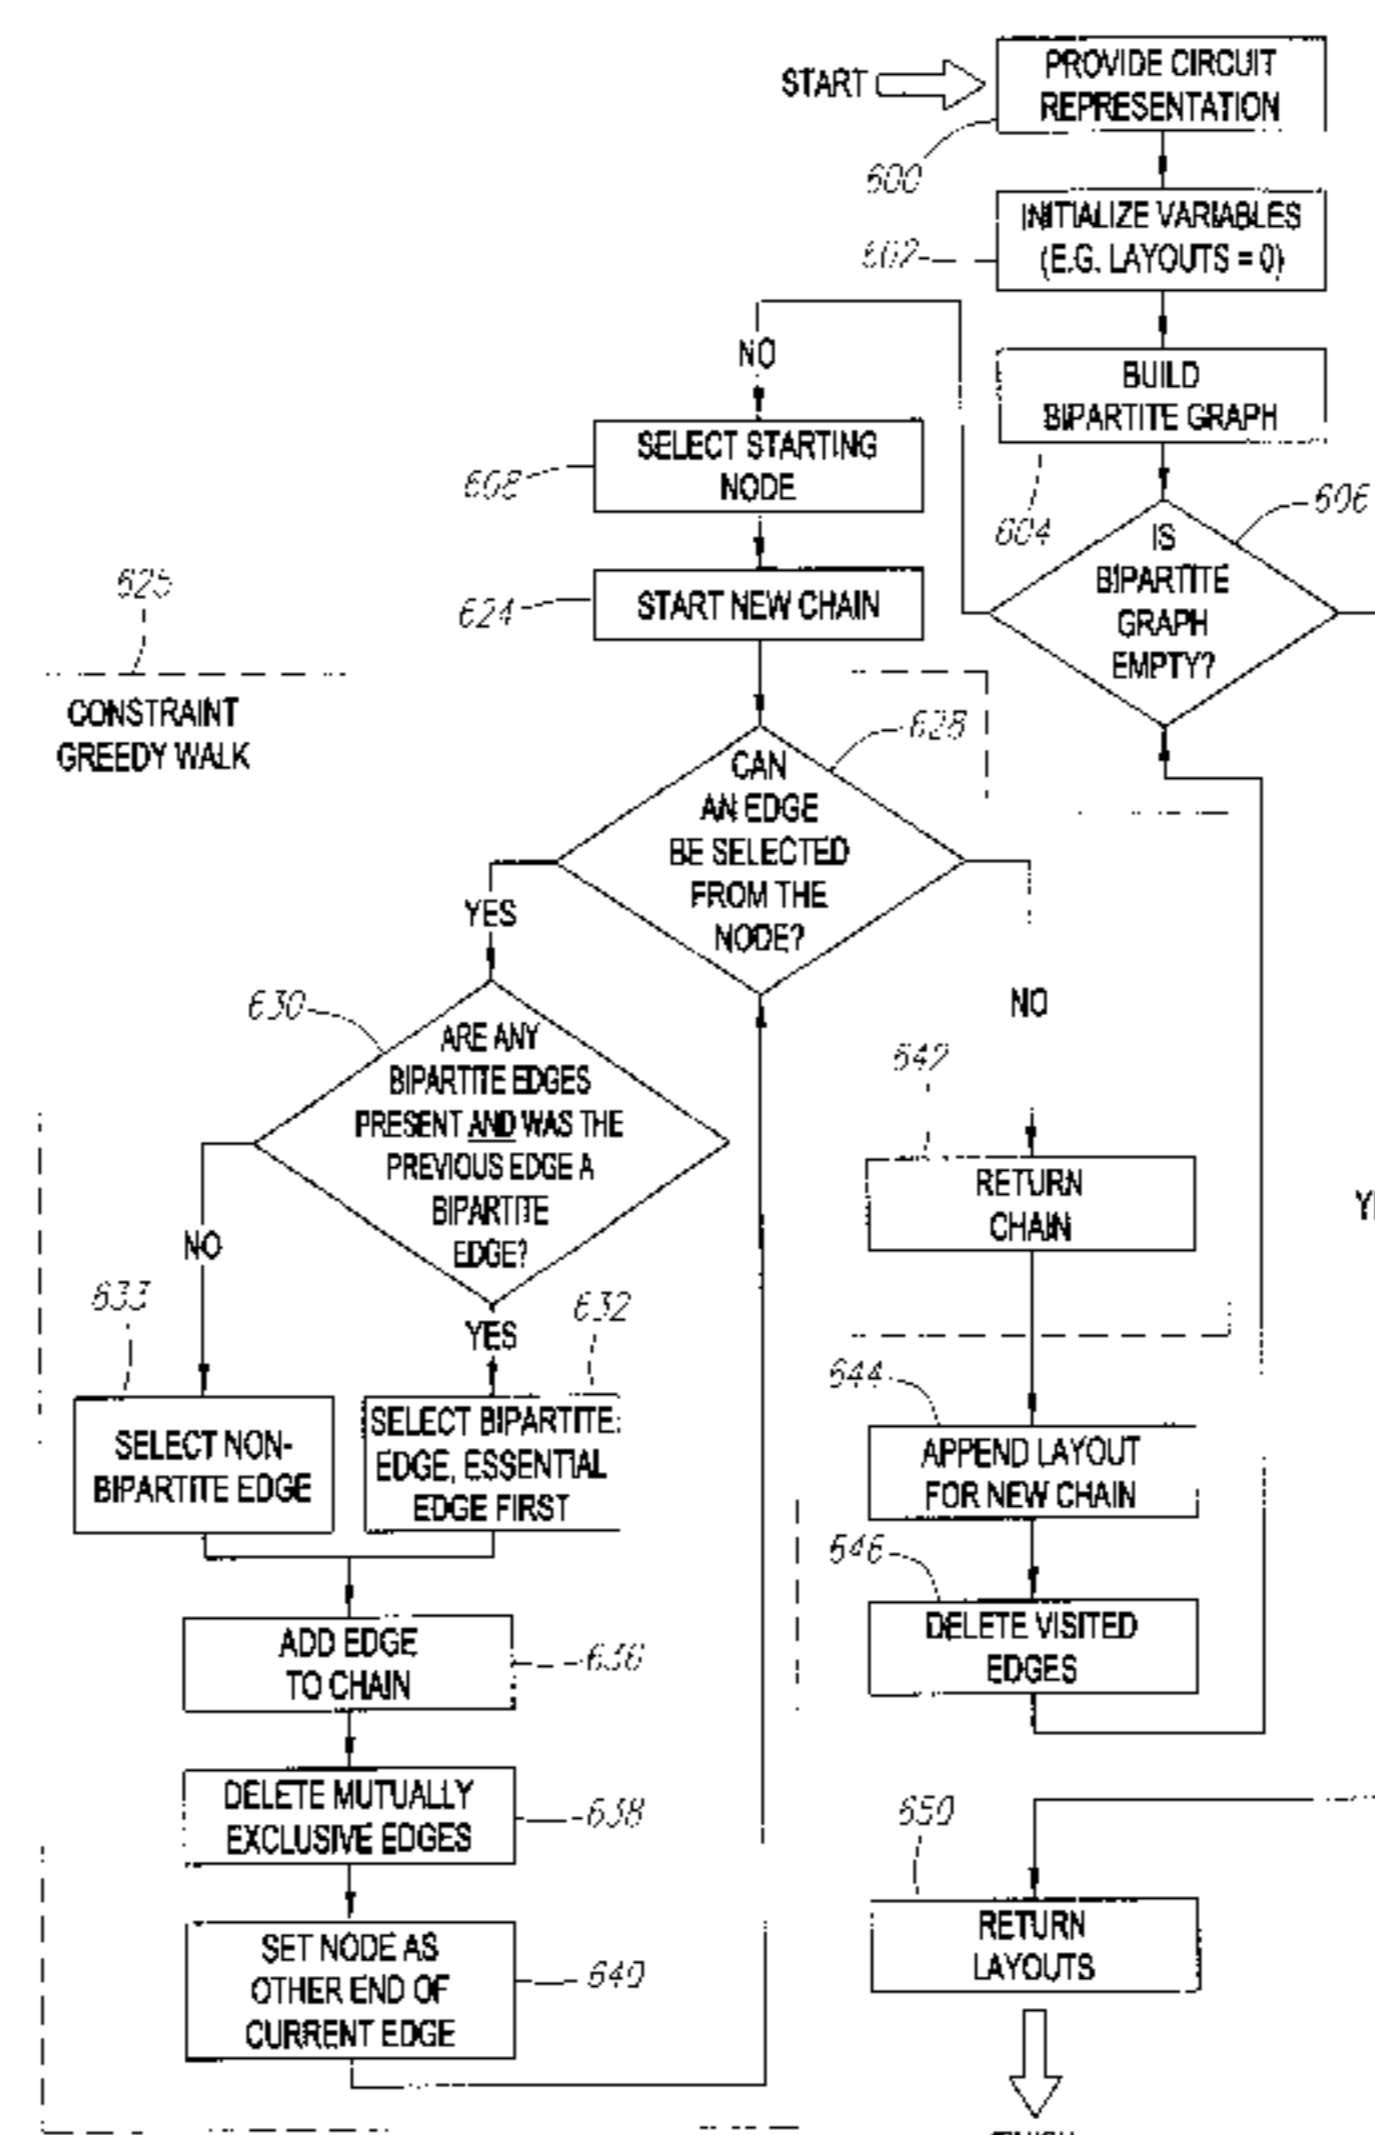 START
PROVIDE CIRCUIT
REPRESENTATION
600
INITIALIZE VARIABLES
(E.G. LAYOUTS = 0)
602
NO
BUILD
BIPARTITE GRAPH
604
SELECT STARTING
NODE
608
606
IS
BIPARTITE
GRAPH
EMPTY?
START NEW CHAIN
624
625
CONSTRAINT
GREEDY WALK
628
CAN
AN EDGE
BE SELECTED
FROM THE
NODE?
YES
NO
630
ARE ANY
BIPARTITE EDGES
PRESENT AND WAS THE
PREVIOUS EDGE A
BIPARTITE
EDGE?
642
RETURN
CHAIN
NO
YES
633
632
SELECT NON-
BIPARTITE EDGE
SELECT BIPARTITE
EDGE, ESSENTIAL
EDGE FIRST
644
APPEND LAYOUT
FOR NEW CHAIN
646
DELETE VISITED
EDGES
ADD EDGE
TO CHAIN
636
DELETE MUTUALLY
EXCLUSIVE EDGES
638
650
RETURN
LAYOUTS
SET NODE AS
OTHER END OF
CURRENT EDGE
640